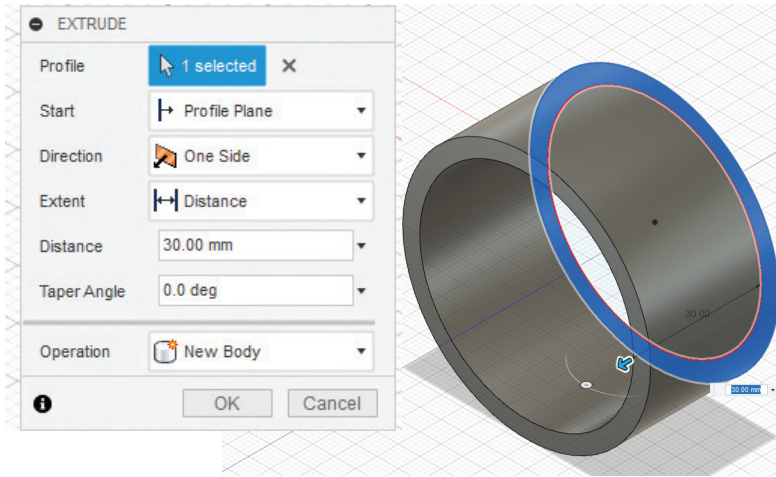 EXTRUDE
Profile 1 selected
Start Profile Plane
Direction One Side
Extent Distance
Distance 30.00 mm
Taper Angle 0.0 deg
Operation New Body
OK Cancel
30.00
30.00 mm